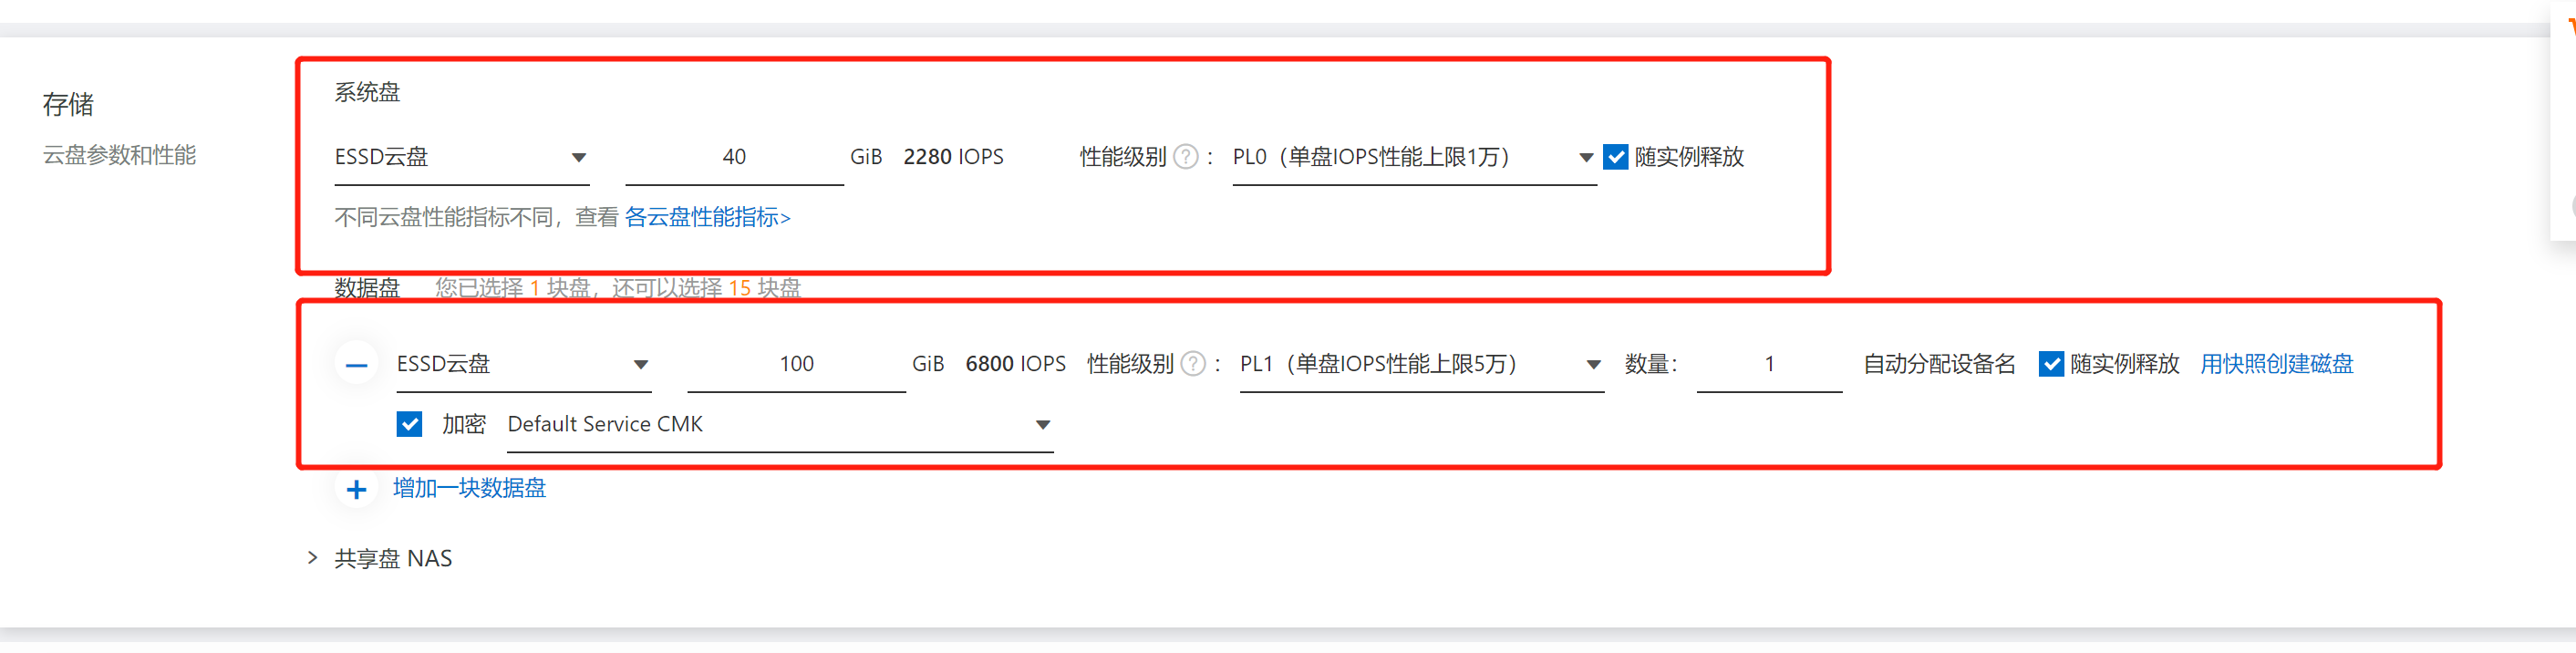 存储
云盘参数和性能
系统盘
ESSD云盘 40 GiB 2280 IOPS 性能级别 ? : PL0（单盘IOPS性能上限1万） 随实例释放
不同云盘性能指标不同，查看 各云盘性能指标>
数据盘 您已选择 1 块盘，还可以选择 15 块盘
ESSD云盘 100 GiB 6800 IOPS 性能级别 ? : PL1（单盘IOPS性能上限5万） 数量： 1 自动分配设备名 随实例释放 用快照创建磁盘
加密 Default Service CMK
增加一块数据盘
共享盘 NAS